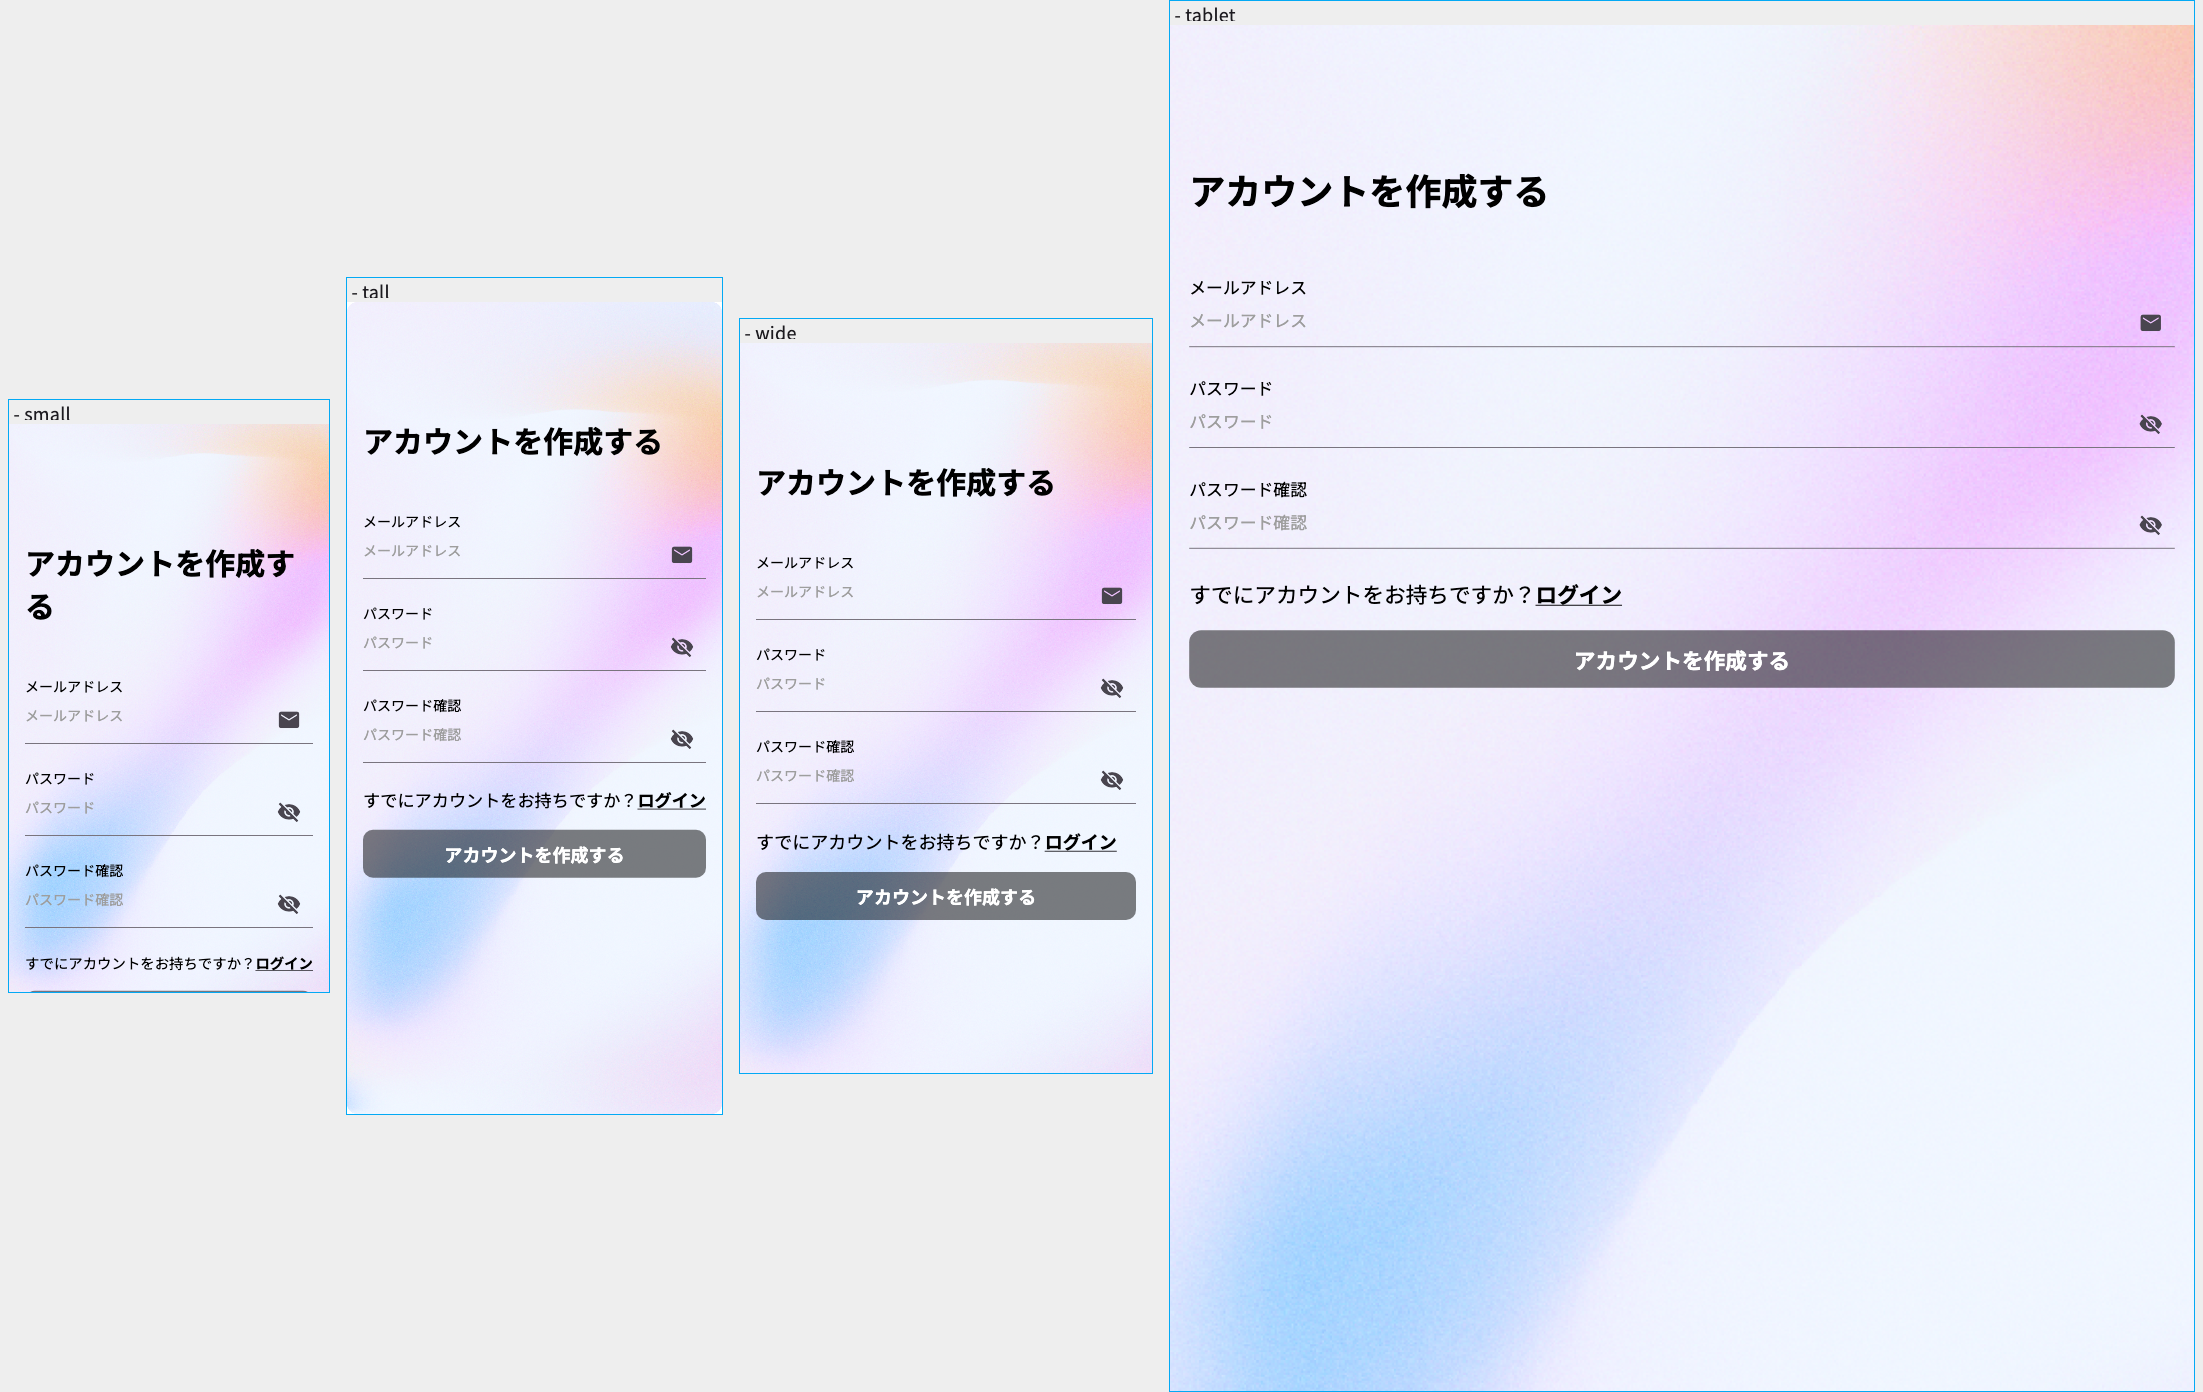 - small
アカウントを作成す
る
メールアドレス
メールアドレス
パスワード
パスワード
パスワード確認
パスワード確認
すでにアカウントをお持ちですか？ログイン
- tall
アカウントを作成する
メールアドレス
メールアドレス
パスワード
パスワード
パスワード確認
パスワード確認
すでにアカウントをお持ちですか？ログイン
アカウントを作成する
- wide
アカウントを作成する
メールアドレス
メールアドレス
パスワード
パスワード
パスワード確認
パスワード確認
すでにアカウントをお持ちですか？ログイン
アカウントを作成する
- tablet
アカウントを作成する
メールアドレス
メールアドレス
パスワード
パスワード
パスワード確認
パスワード確認
すでにアカウントをお持ちですか？ログイン
アカウントを作成する